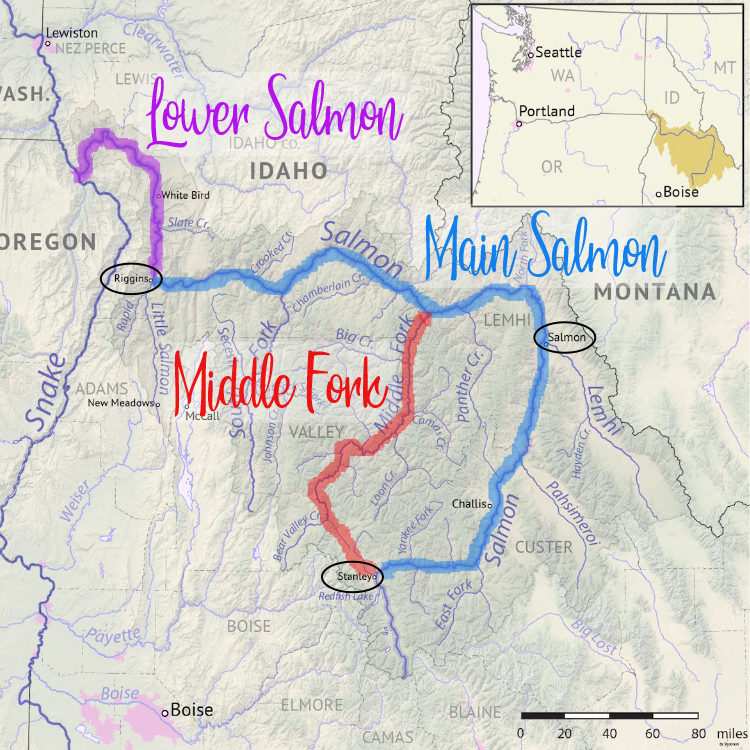 Lewiston
NEZ PERCE
Clearwater
LEWIS
WASH.
Lower Salmon
IDAHO CO.
IDAHO
White Bird
Slate Cr.
OREGON
Seattle
WA
MT
Portland
ID
OR
Boise
Main Salmon
North Fork
MONTANA
Salmon
Crooked Cr.
Chamberlain Cr.
Riggins
Rapid
Little Salmon
LEMHI
Salmon
Big Cr.
Middle Fork
Panther Cr.
Lemhi
Snake
Middle Fork
South Fork
ADAMS
New Meadows
McCall
VALLEY
Johnson Cr.
Camas Cr.
Hayden Cr.
Loon Cr.
Weiser
Challis
Salmon
Pahsimeroi
Bear Valley Cr.
Yankee Fork
CUSTER
Stanley
Redfish Lake
East Fork
Payette
BOISE
Big Lost
Boise
Boise
ELMORE
BLAINE
CAMAS
0 20 40 60 80 miles